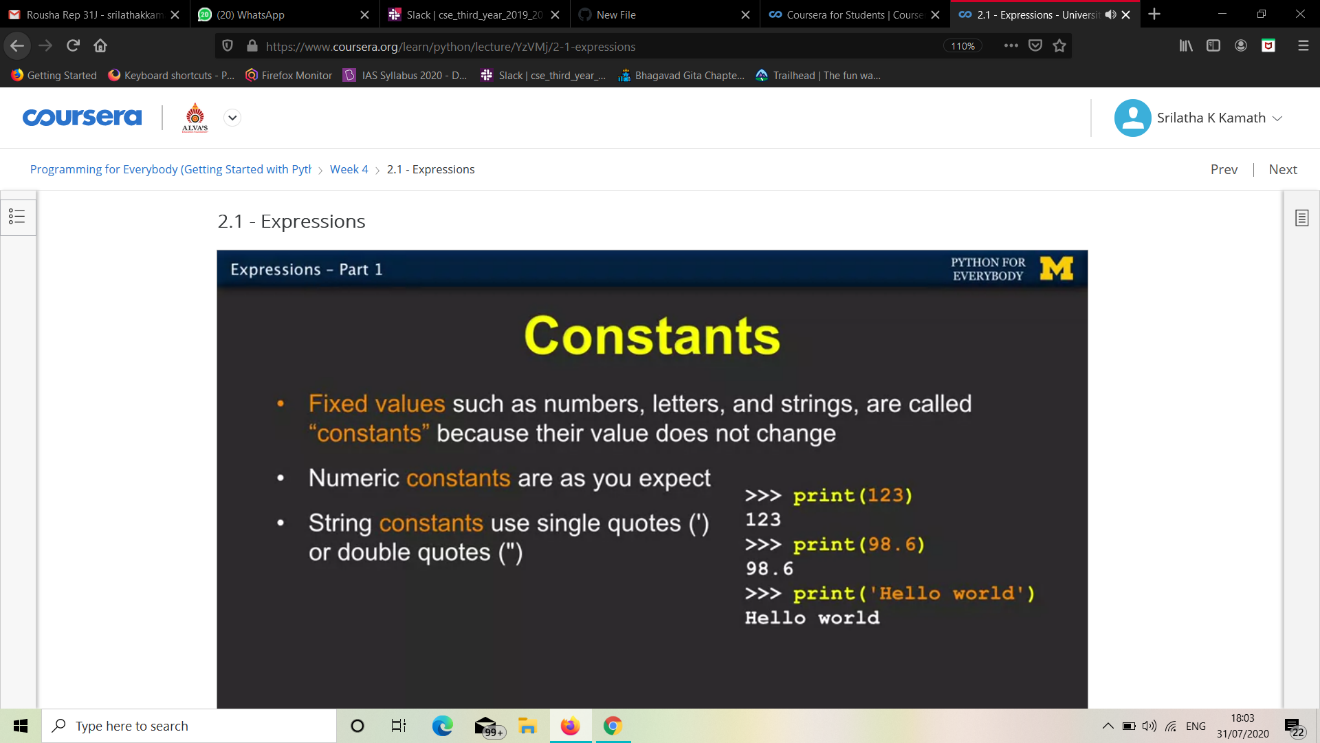 Rousha Rep 31J - srilathakkam
(20) WhatsApp
Slack | cse_third_year_2019_20
New File
Coursera for Students | Course
2.1 - Expressions - Universit
https://www.coursera.org/learn/python/lecture/YzVMj/2-1-expressions
110%
Getting Started
Keyboard shortcuts - P...
Firefox Monitor
IAS Syllabus 2020 - D...
Slack | cse_third_year_...
Bhagavad Gita Chapte...
Trailhead | The fun wa...
coursera
ALVA'S
Srilatha K Kamath
Programming for Everybody (Getting Started with Pyth
Week 4
2.1 - Expressions
Prev | Next
2.1 - Expressions
Expressions – Part 1
PYTHON FOR
EVERYBODY
M
Constants
• Fixed values such as numbers, letters, and strings, are called
“constants” because their value does not change
• Numeric constants are as you expect
• String constants use single quotes (')
or double quotes (")
>>> print(123)
123
>>> print(98.6)
98.6
>>> print('Hello world')
Hello world
Type here to search
99+
ENG
18:03
31/07/2020
22